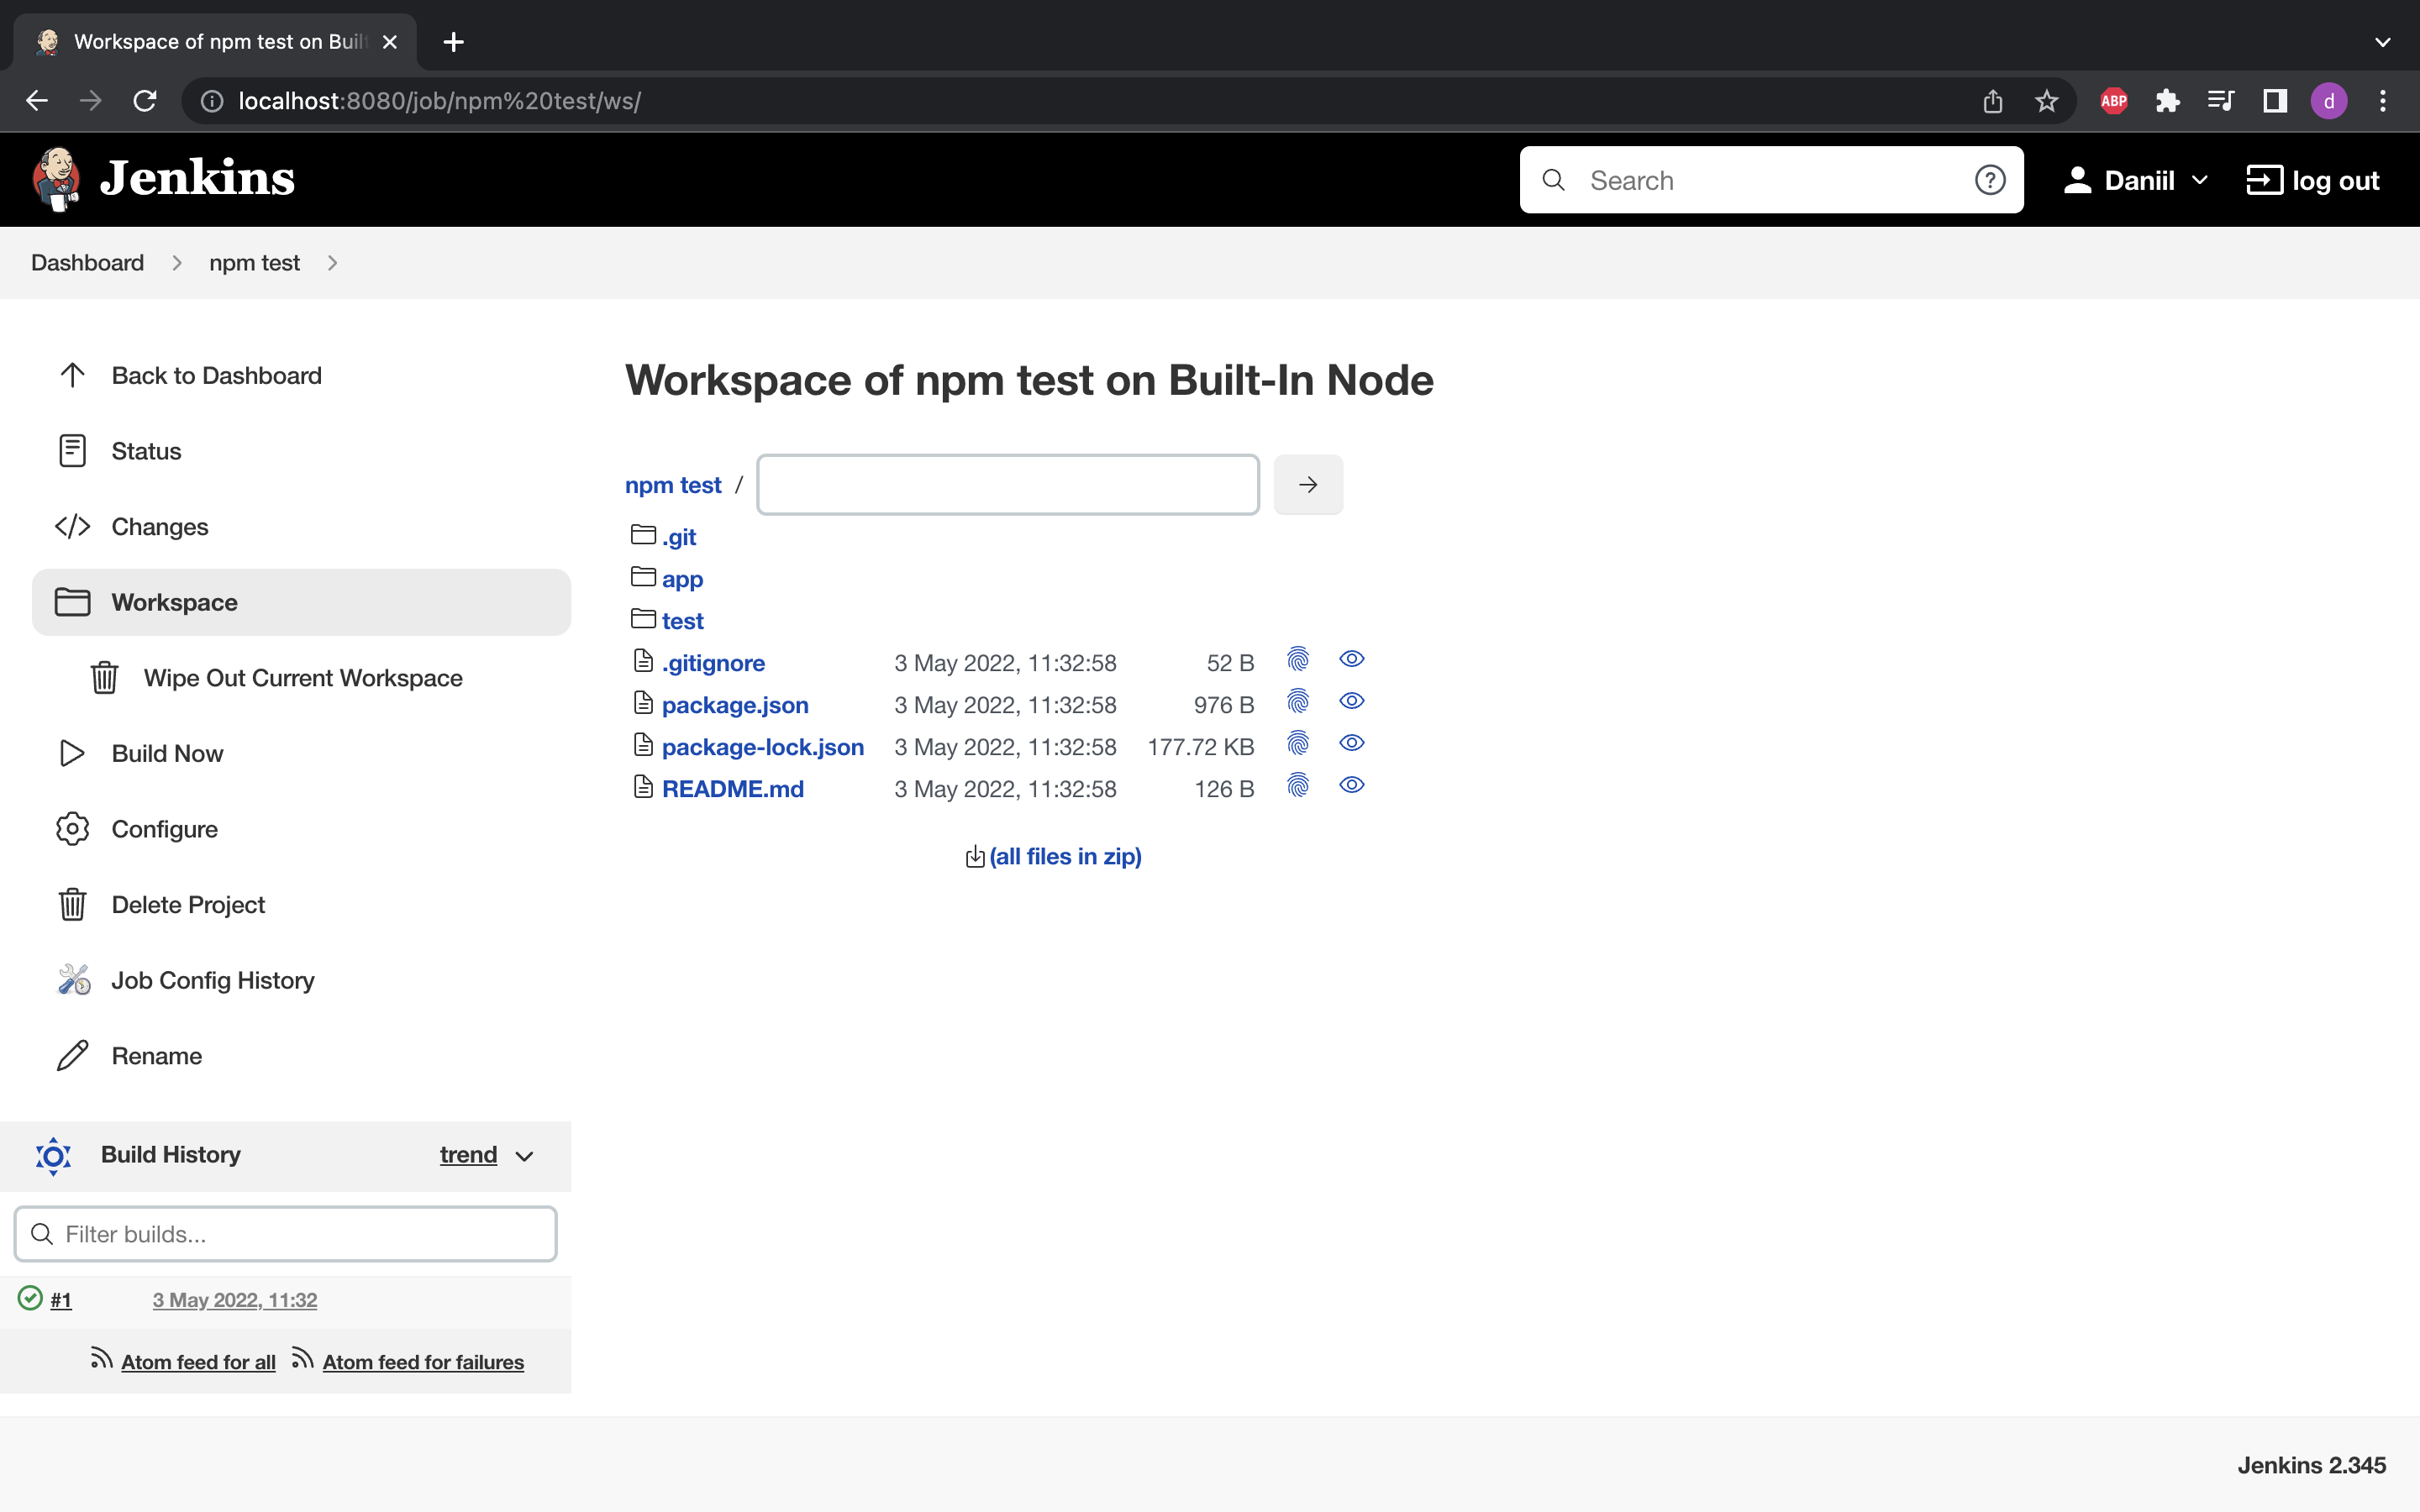 Workspace of npm test on Buil
localhost:8080/job/npm%20test/ws/
ABP
d
Jenkins
Search
?
Daniil
log out
Dashboard
npm test
Back to Dashboard
Status
Changes
Workspace
Wipe Out Current Workspace
Build Now
Configure
Delete Project
Job Config History
Rename
Build History
trend
Filter builds...
#1 3 May 2022, 11:32
Atom feed for all Atom feed for failures
Workspace of npm test on Built-In Node
npm test /
.git
app
test
.gitignore 3 May 2022, 11:32:58 52 B
package.json 3 May 2022, 11:32:58 976 B
package-lock.json 3 May 2022, 11:32:58 177.72 KB
README.md 3 May 2022, 11:32:58 126 B
(all files in zip)
Jenkins 2.345